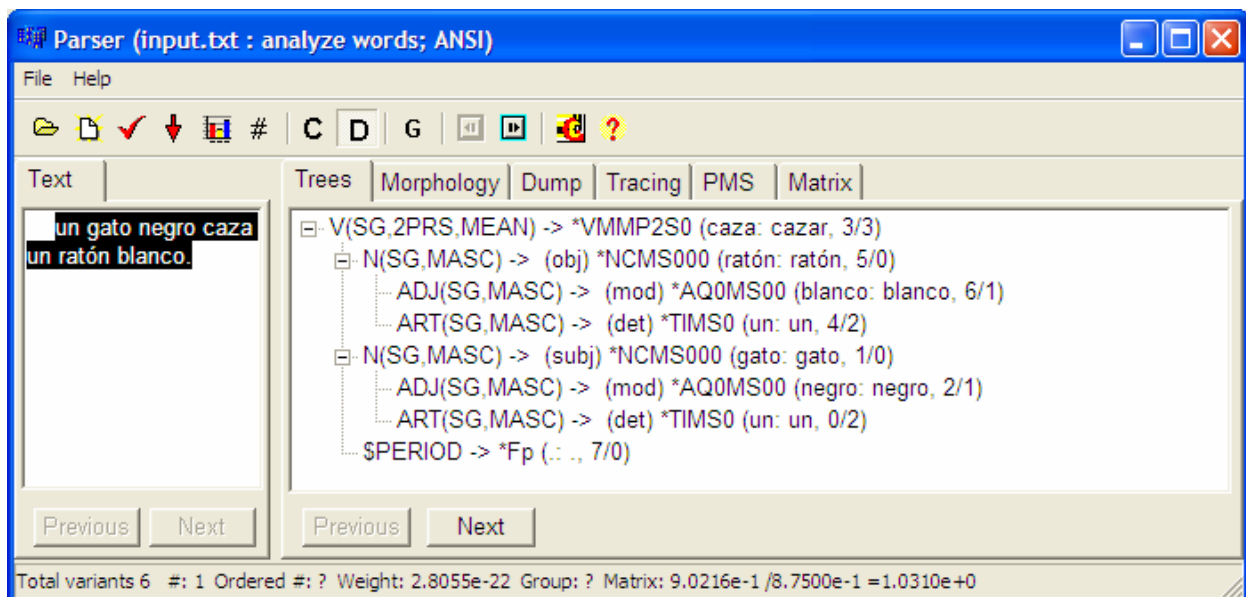 Parser (input.txt : analyze words; ANSI)
File Help
# C D G ?
Text
Trees Morphology Dump Tracing PMS Matrix
un gato negro caza
un ratón blanco.
V(SG,2PRS,MEAN) -> *VMMP2S0 (caza: cazar, 3/3)
N(SG,MASC) -> (obj) *NCMS000 (ratón: ratón, 5/0)
ADJ(SG,MASC) -> (mod) *AQ0MS00 (blanco: blanco, 6/1)
ART(SG,MASC) -> (det) *TIMS0 (un: un, 4/2)
N(SG,MASC) -> (subj) *NCMS000 (gato: gato, 1/0)
ADJ(SG,MASC) -> (mod) *AQ0MS00 (negro: negro, 2/1)
ART(SG,MASC) -> (det) *TIMS0 (un: un, 0/2)
$PERIOD -> *Fp (.: ., 7/0)
Previous Next
Previous Next
Total variants 6 #: 1 Ordered #: ? Weight: 2.8055e-22 Group: ? Matrix: 9.0216e-1 /8.7500e-1 =1.0310e+0